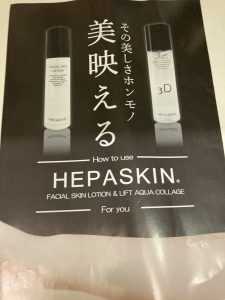 その美しさホンモノ
美映える
3D
How to use
HEPASKIN®
FACIAL SKIN LOTION & LIFT AQUA COLLAGE
For you